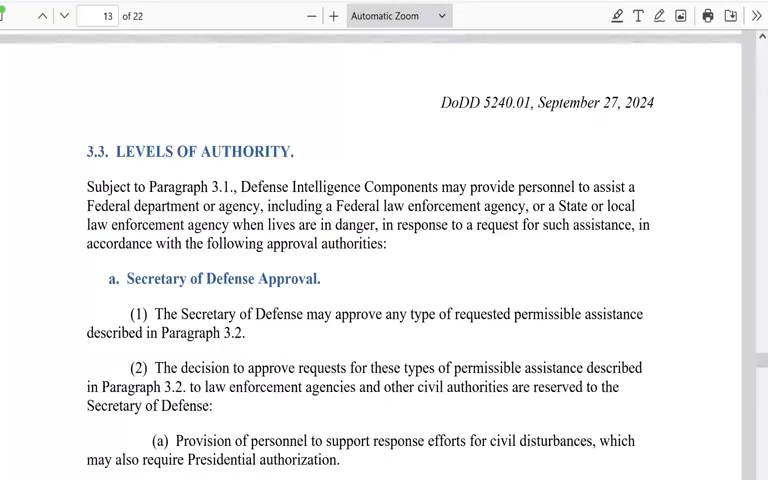 13 of 22
Automatic Zoom
DoDD 5240.01, September 27, 2024
3.3. LEVELS OF AUTHORITY.
Subject to Paragraph 3.1., Defense Intelligence Components may provide personnel to assist a
Federal department or agency, including a Federal law enforcement agency, or a State or local
law enforcement agency when lives are in danger, in response to a request for such assistance, in
accordance with the following approval authorities:
a. Secretary of Defense Approval.
(1) The Secretary of Defense may approve any type of requested permissible assistance
described in Paragraph 3.2.
(2) The decision to approve requests for these types of permissible assistance described
in Paragraph 3.2. to law enforcement agencies and other civil authorities are reserved to the
Secretary of Defense:
(a) Provision of personnel to support response efforts for civil disturbances, which
may also require Presidential authorization.